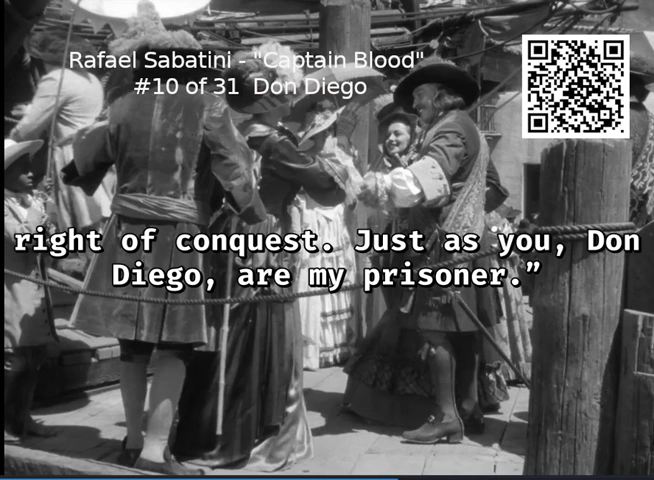 Rafael Sabatini - "Captain Blood"
#10 of 31  Don Diego
right of conquest. Just as you, Don
Diego, are my prisoner.”